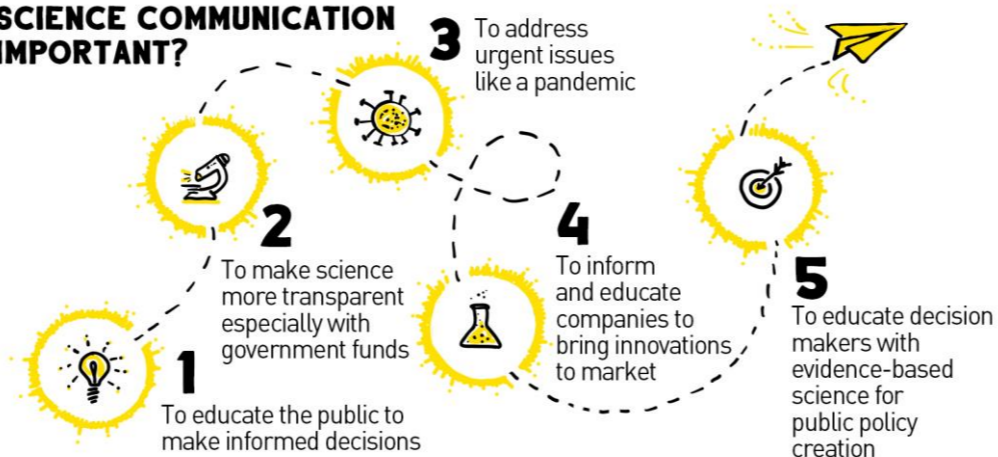 SCIENCE COMMUNICATION
IMPORTANT?
1
To educate the public to
make informed decisions
2
To make science
more transparent
especially with
government funds
3
To address
urgent issues
like a pandemic
4
To inform
and educate
companies to
bring innovations
to market
5
To educate decision
makers with
evidence-based
science for
public policy
creation